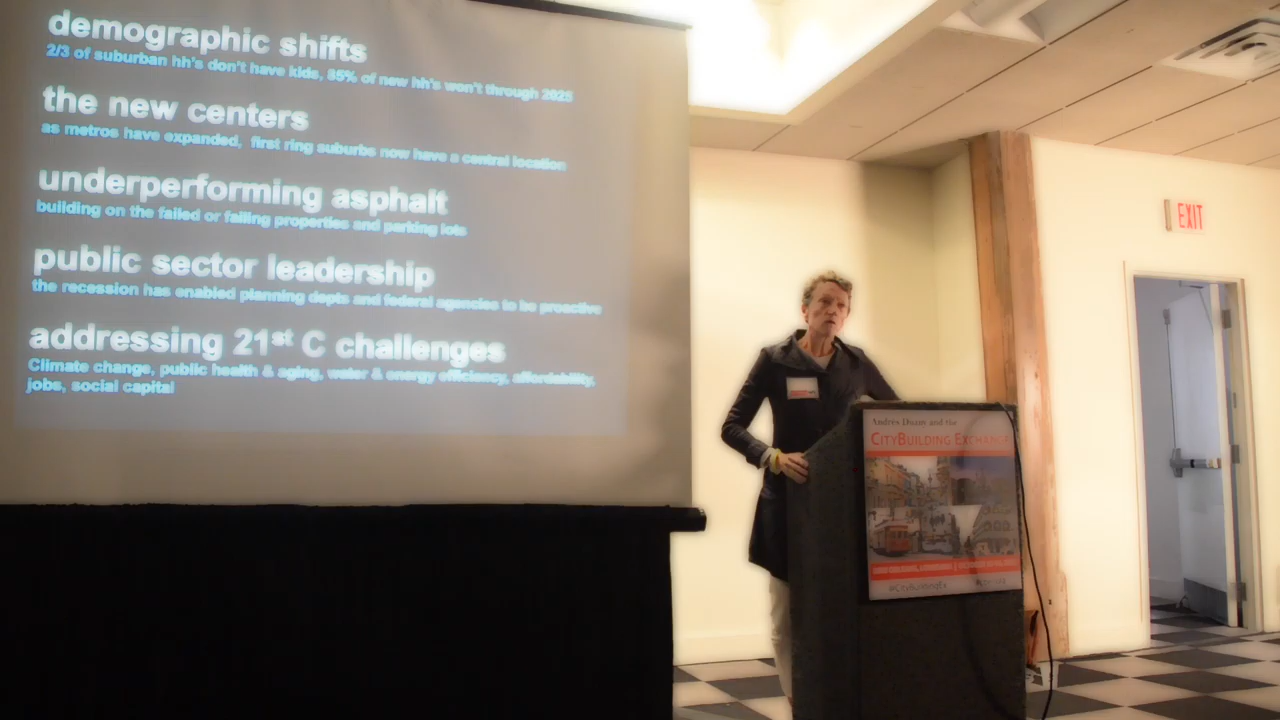 demographic shifts
2/3 of suburban hh's don't have kids, 85% of new hh's won't through 2025
the new centers
as metros have expanded, first ring suburbs now have a central location
underperforming asphalt
building on the failed or failing properties and parking lots
public sector leadership
the recession has enabled planning depts and federal agencies to be proactive
addressing 21st C challenges
Climate change, public health & aging, water & energy efficiency, affordability,
jobs, social capital
EXIT
Andres Duany and the
CITYBUILDING EXCHANGE